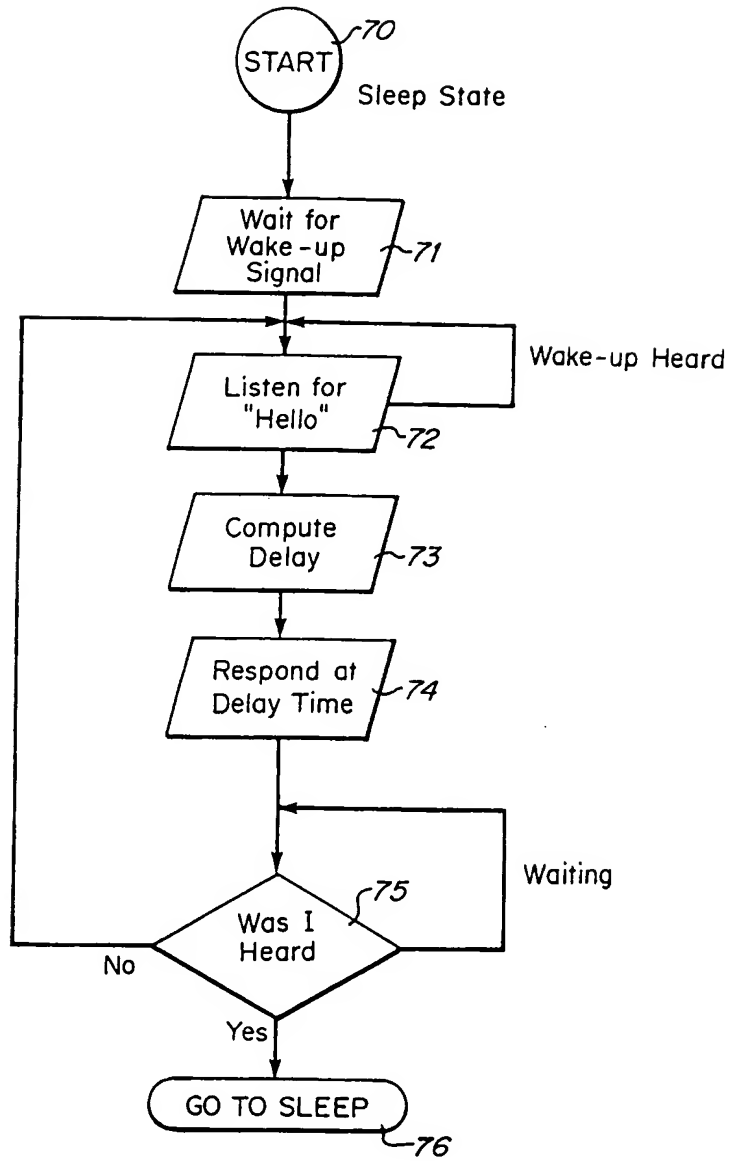 70
START
Sleep State
Wait for
Wake-up
Signal
71
Wake-up Heard
Listen for
"Hello"
72
Compute
Delay
73
Respond at
Delay Time
74
Waiting
75
Was I
Heard
No
Yes
GO TO SLEEP
76